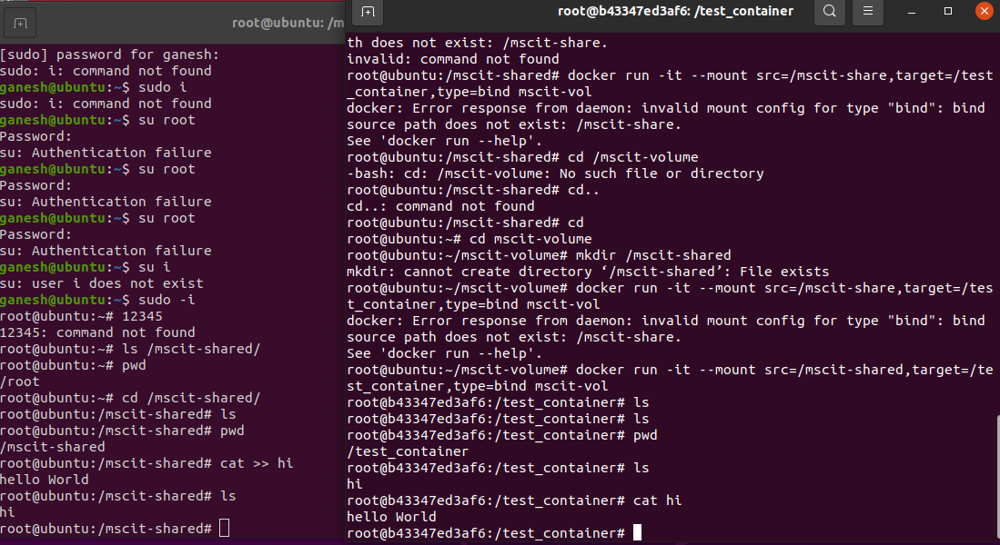 root@ubuntu: /m
[sudo] password for ganesh:
sudo: i: command not found
ganesh@ubuntu:~$ sudo i
sudo: i: command not found
ganesh@ubuntu:~$ su root
Password:
su: Authentication failure
ganesh@ubuntu:~$ su root
Password:
su: Authentication failure
ganesh@ubuntu:~$ su root
Password:
su: Authentication failure
ganesh@ubuntu:~$ su i
su: user i does not exist
ganesh@ubuntu:~$ sudo -i
root@ubuntu:~# 12345
12345: command not found
root@ubuntu:~# ls /mscit-shared/
root@ubuntu:~# pwd
/root
root@ubuntu:~# cd /mscit-shared/
root@ubuntu:/mscit-shared# ls
root@ubuntu:/mscit-shared# pwd
/mscit-shared
root@ubuntu:/mscit-shared# cat >> hi
hello World
root@ubuntu:/mscit-shared# ls
hi
root@ubuntu:/mscit-shared#
root@b43347ed3af6: /test_container
th does not exist: /mscit-share.
invalid: command not found
root@ubuntu:/mscit-shared# docker run -it --mount src=/mscit-share,target=/test
_container,type=bind mscit-vol
docker: Error response from daemon: invalid mount config for type "bind": bind
source path does not exist: /mscit-share.
See 'docker run --help'.
root@ubuntu:/mscit-shared# cd /mscit-volume
-bash: cd: /mscit-volume: No such file or directory
root@ubuntu:/mscit-shared# cd..
cd..: command not found
root@ubuntu:/mscit-shared# cd
root@ubuntu:~# cd mscit-volume
root@ubuntu:~/mscit-volume# mkdir /mscit-shared
mkdir: cannot create directory ‘/mscit-shared’: File exists
root@ubuntu:~/mscit-volume# docker run -it --mount src=/mscit-share,target=/tes
t_container,type=bind mscit-vol
docker: Error response from daemon: invalid mount config for type "bind": bind
source path does not exist: /mscit-share.
See 'docker run --help'.
root@ubuntu:~/mscit-volume# docker run -it --mount src=/mscit-shared,target=/te
st_container,type=bind mscit-vol
root@b43347ed3af6:/test_container# ls
root@b43347ed3af6:/test_container# ls
root@b43347ed3af6:/test_container# pwd
/test_container
root@b43347ed3af6:/test_container# ls
hi
root@b43347ed3af6:/test_container# cat hi
hello World
root@b43347ed3af6:/test_container#